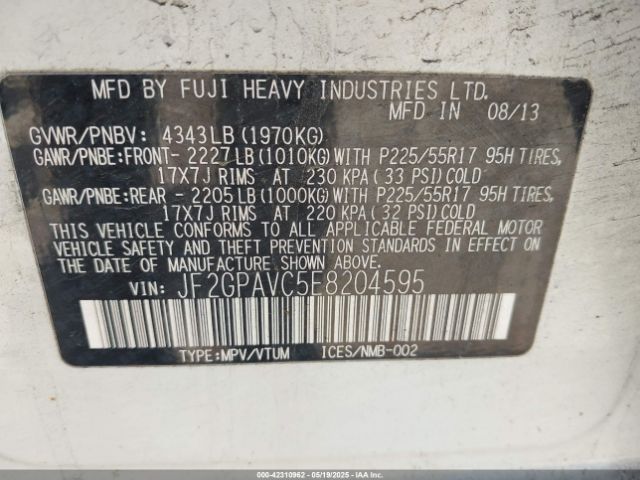 MFD BY FUJI HEAVY INDUSTRIES LTD.
MFD IN 08/13
GVWR/PNBV: 4343LB (1970KG)
GAWR/PNBE:FRONT- 2227 LB (1010KG) WITH P225/55R17 95H TIRES,
17X7J RIMS AT 230 KPA ( 33 PSI) COLD
GAWR/PNBE:REAR - 2205 LB (1000KG) WITH P225/55R17 95H TIRES,
17X7J RIMS AT 220 KPA ( 32 PSI) COLD
THIS VEHICLE CONFORMS TO ALL APPLICABLE FEDERAL MOTOR
VEHICLE SAFETY AND THEFT PREVENTION STANDARDS IN EFFECT ON
THE DATE OF MANUFACTURE SHOWN ABOVE.
VIN: JF2GPAVC5E8204595
TYPE:MPV/VTUM ICES/NMB-002
000-42310962 - 05/19/2025 - IAAI.COM